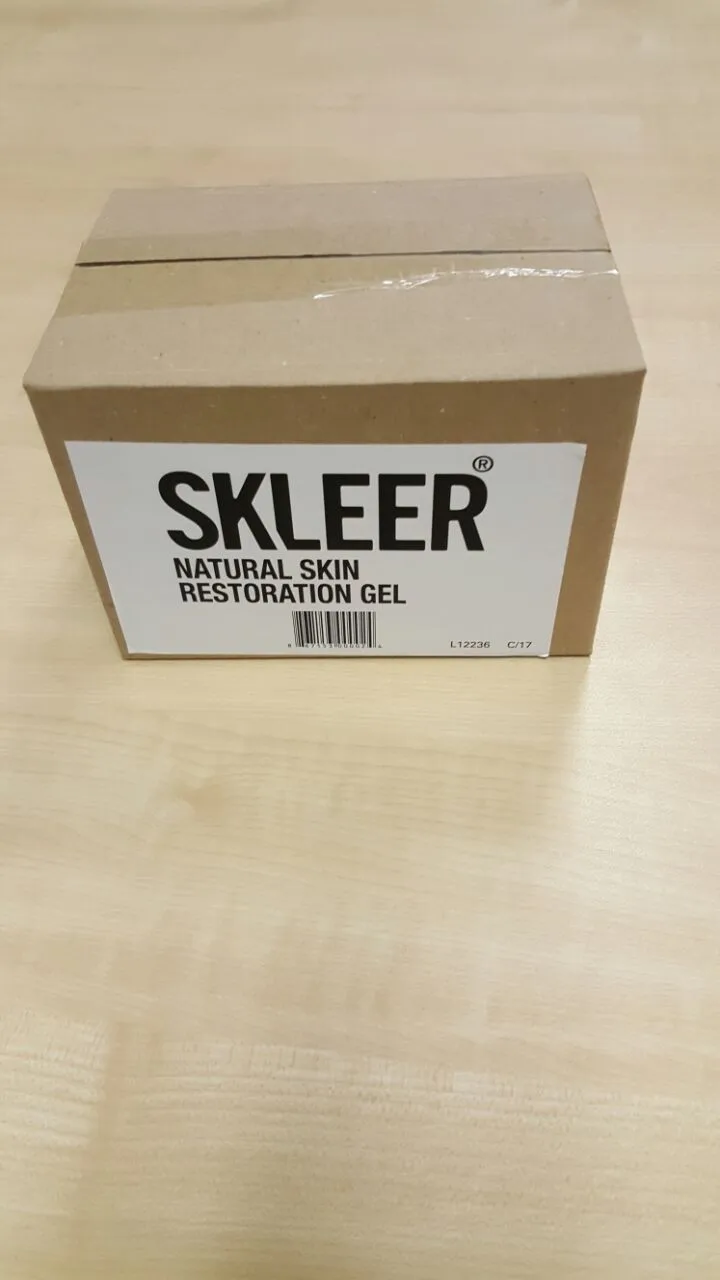 SKLEER®
NATURAL SKIN
RESTORATION GEL
L12236 C/17